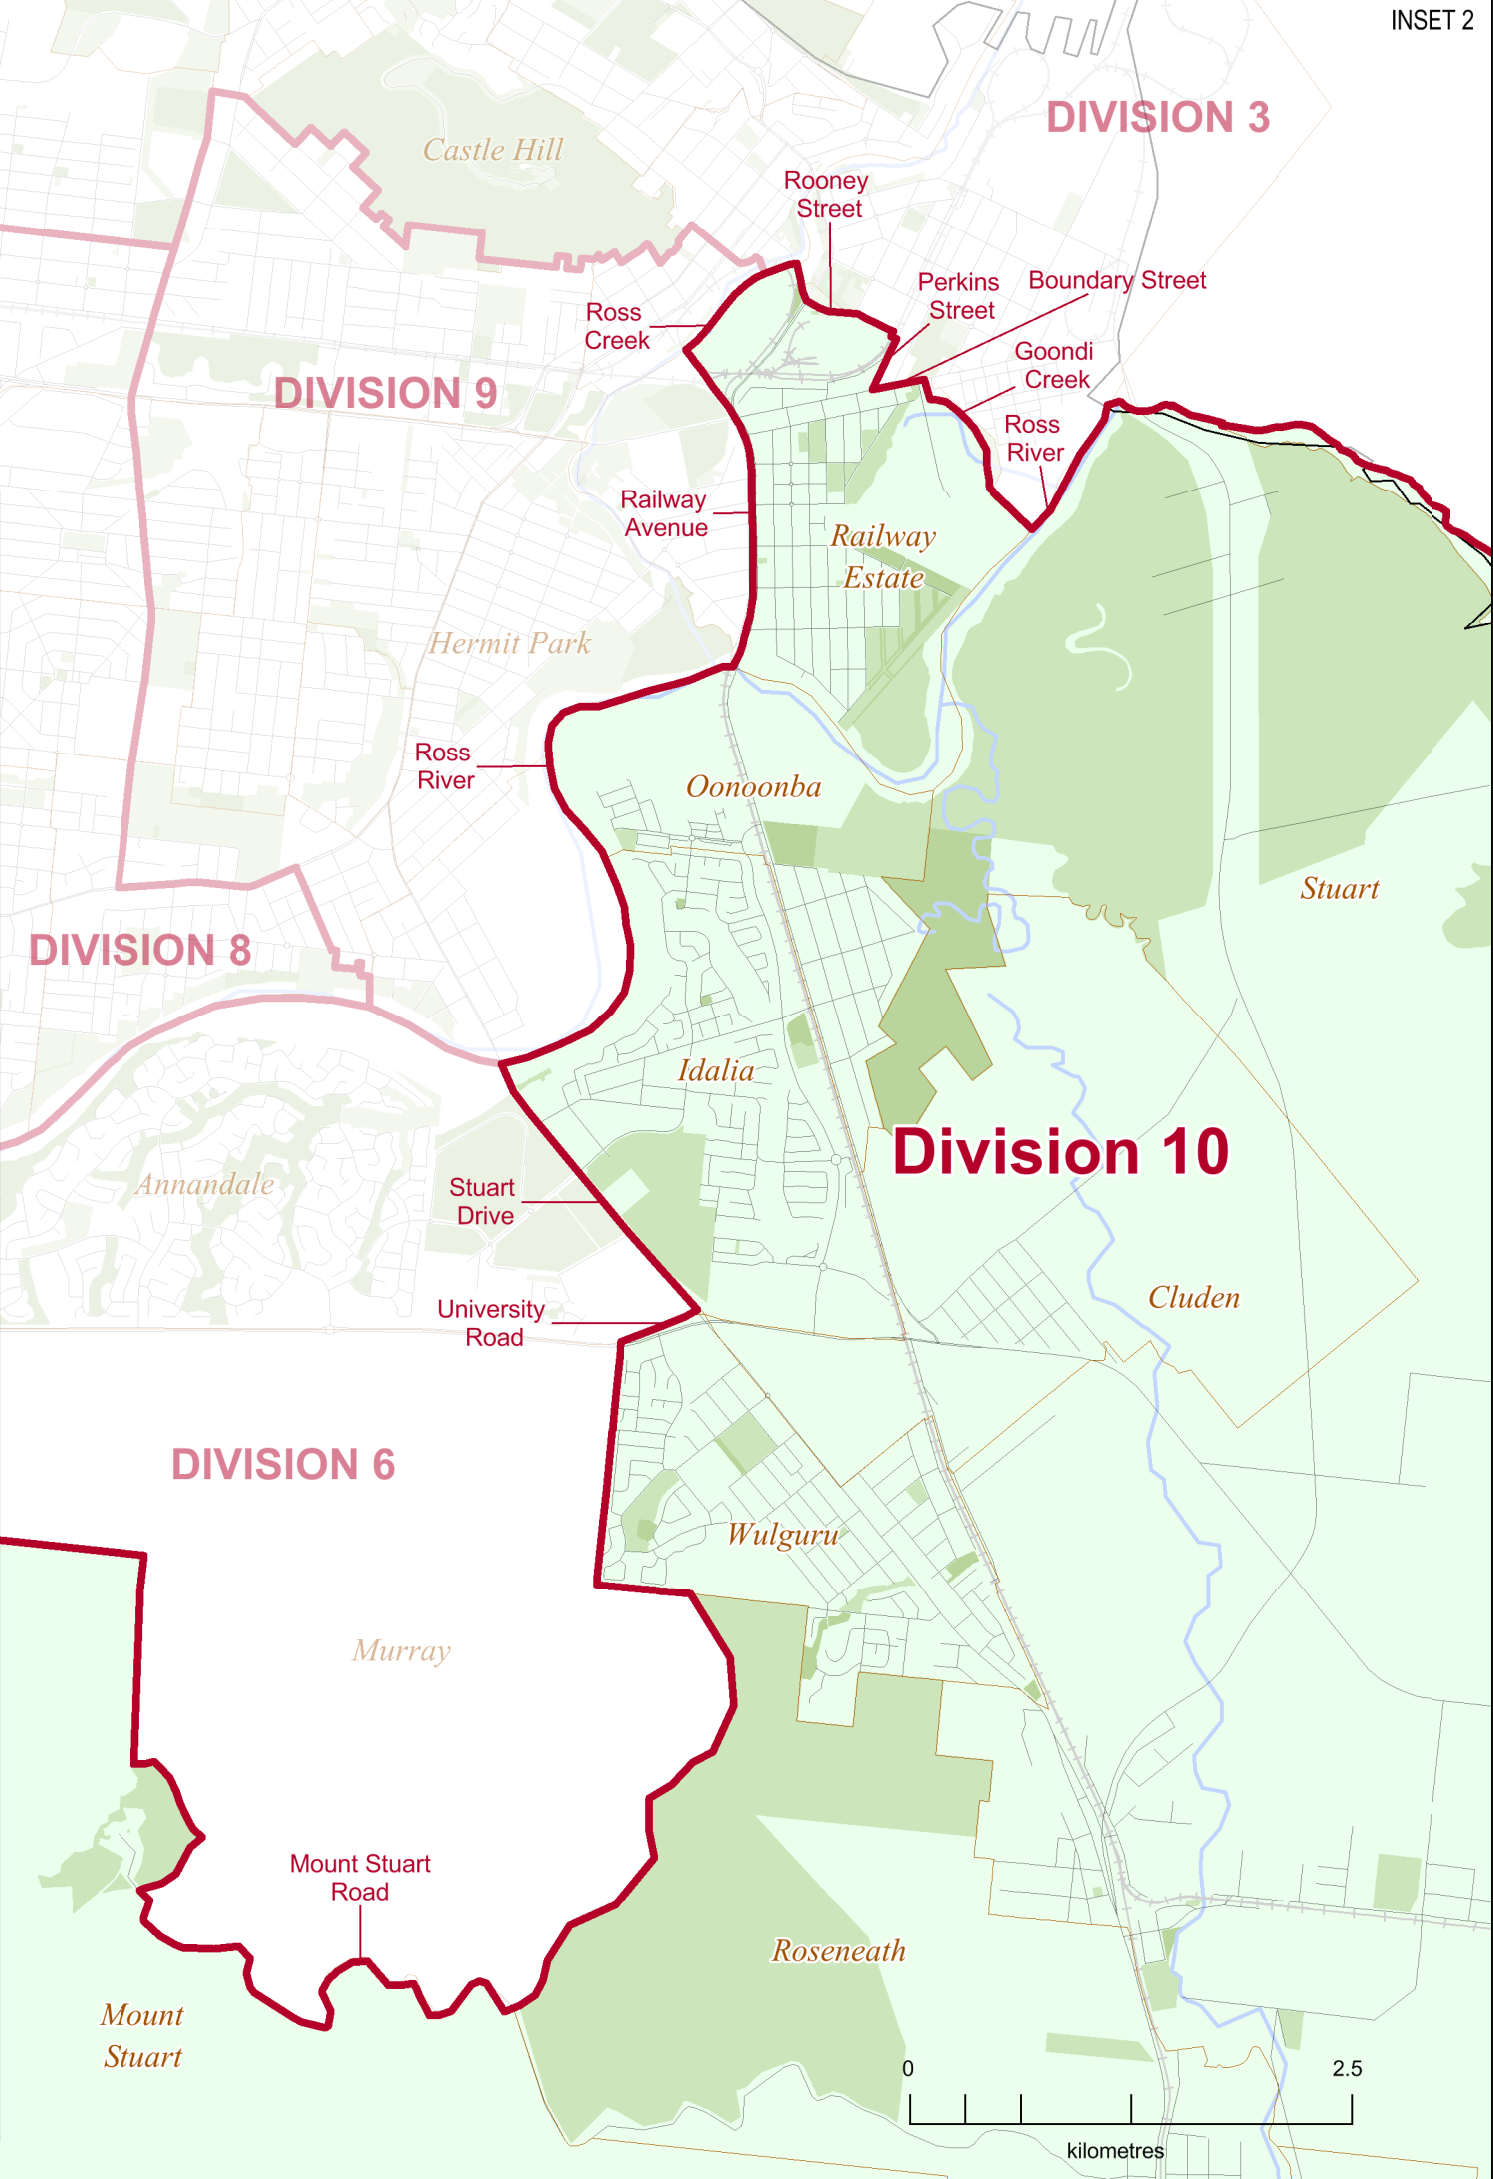 INSET 2
DIVISION 3
Castle Hill
Rooney
Street
Perkins
Street
Boundary Street
Ross
Creek
Goondi
Creek
DIVISION 9
Ross
River
Railway
Avenue
Railway
Estate
Hermit Park
Ross
River
Oonoonba
Stuart
DIVISION 8
Idalia
Division 10
Annandale
Stuart
Drive
Cluden
University
Road
DIVISION 6
Wulguru
Murray
Mount Stuart
Road
Roseneath
Mount
Stuart
0 2.5
kilometres